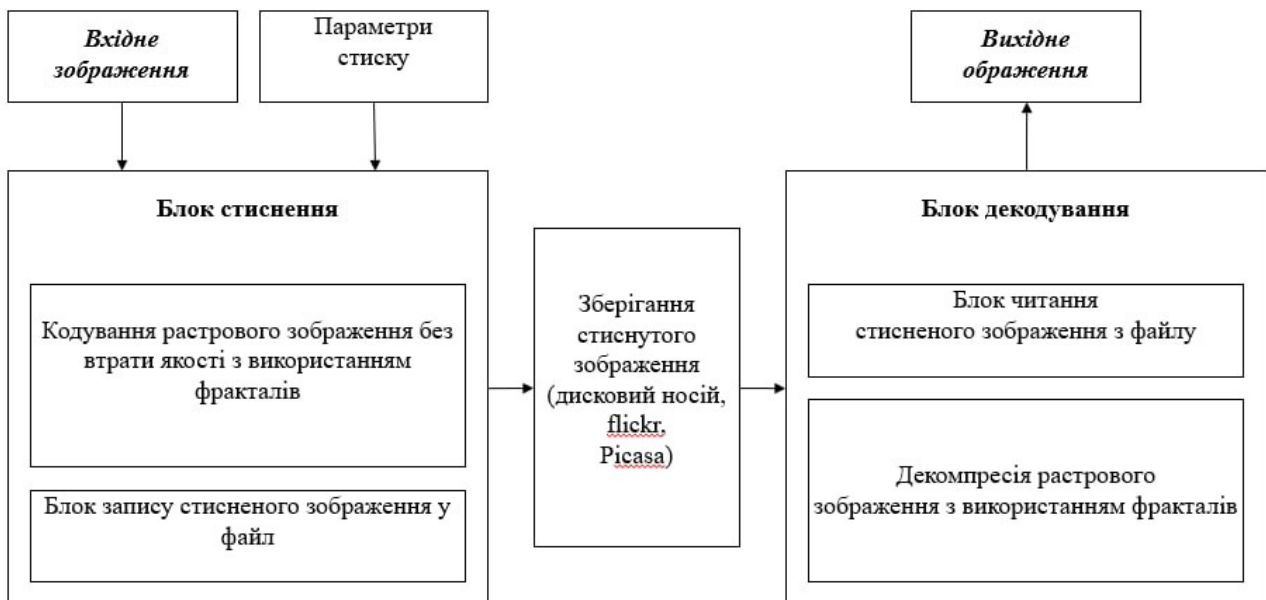 Вхідне
зображення
Параметри
стиску
Вихідне
ображення
Блок стиснення
Кодування растрового зображення без
втрати якості з використанням
фракталів
Блок запису стисненого зображення у
файл
Зберігання
стиснутого
зображення
(дисковий носій,
flickr,
Picasa)
Блок декодування
Блок читання
стисненого зображення з файлу
Декомпресія растрового
зображення з використанням фракталів